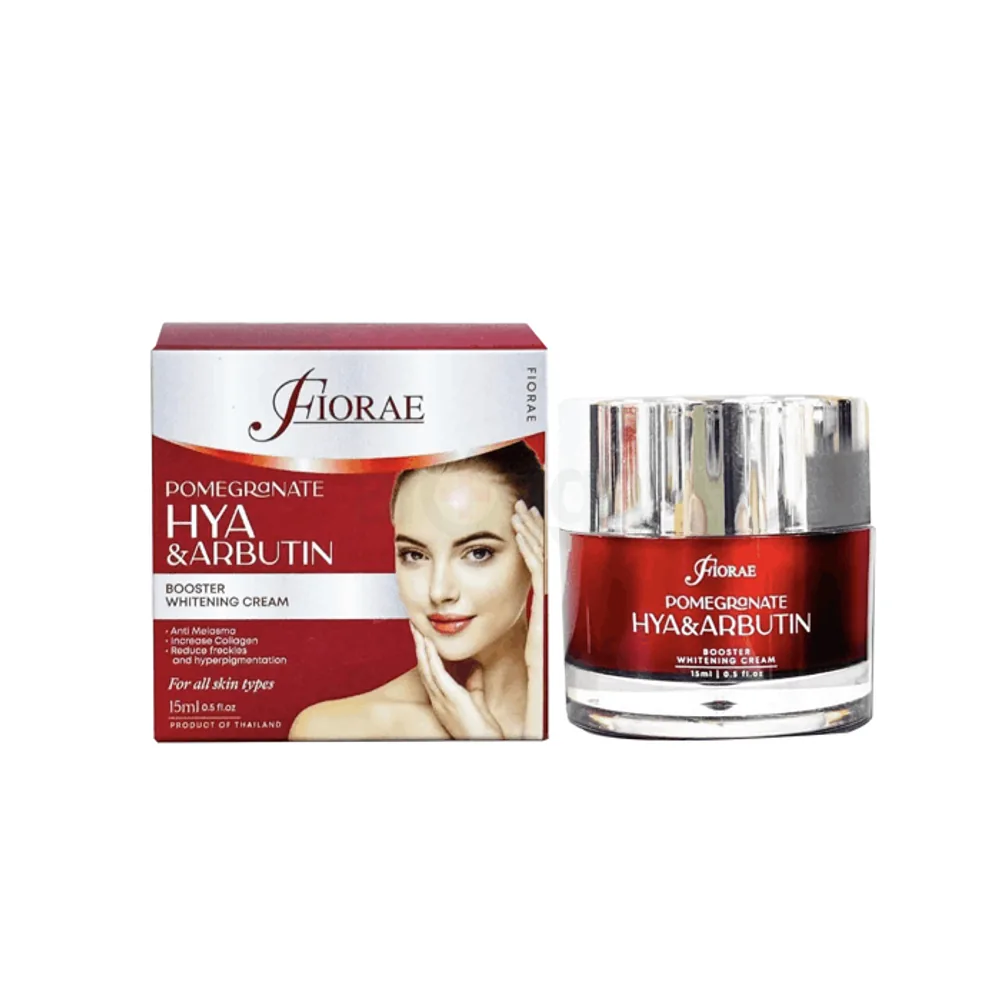 FIORAE
FIORAE
POMEGRANATE
HYA
&ARBUTIN
BOOSTER
WHITENING CREAM
• Anti Melasma
• Increase Collagen
• Reduce freckles
and hyperpigmentation
For all skin types
15ml 0.5 fl.oz
PRODUCT OF THAILAND
FIORAE
POMEGRANATE
HYA&ARBUTIN
BOOSTER
WHITENING CREAM
15ml | 0.5 fl.oz